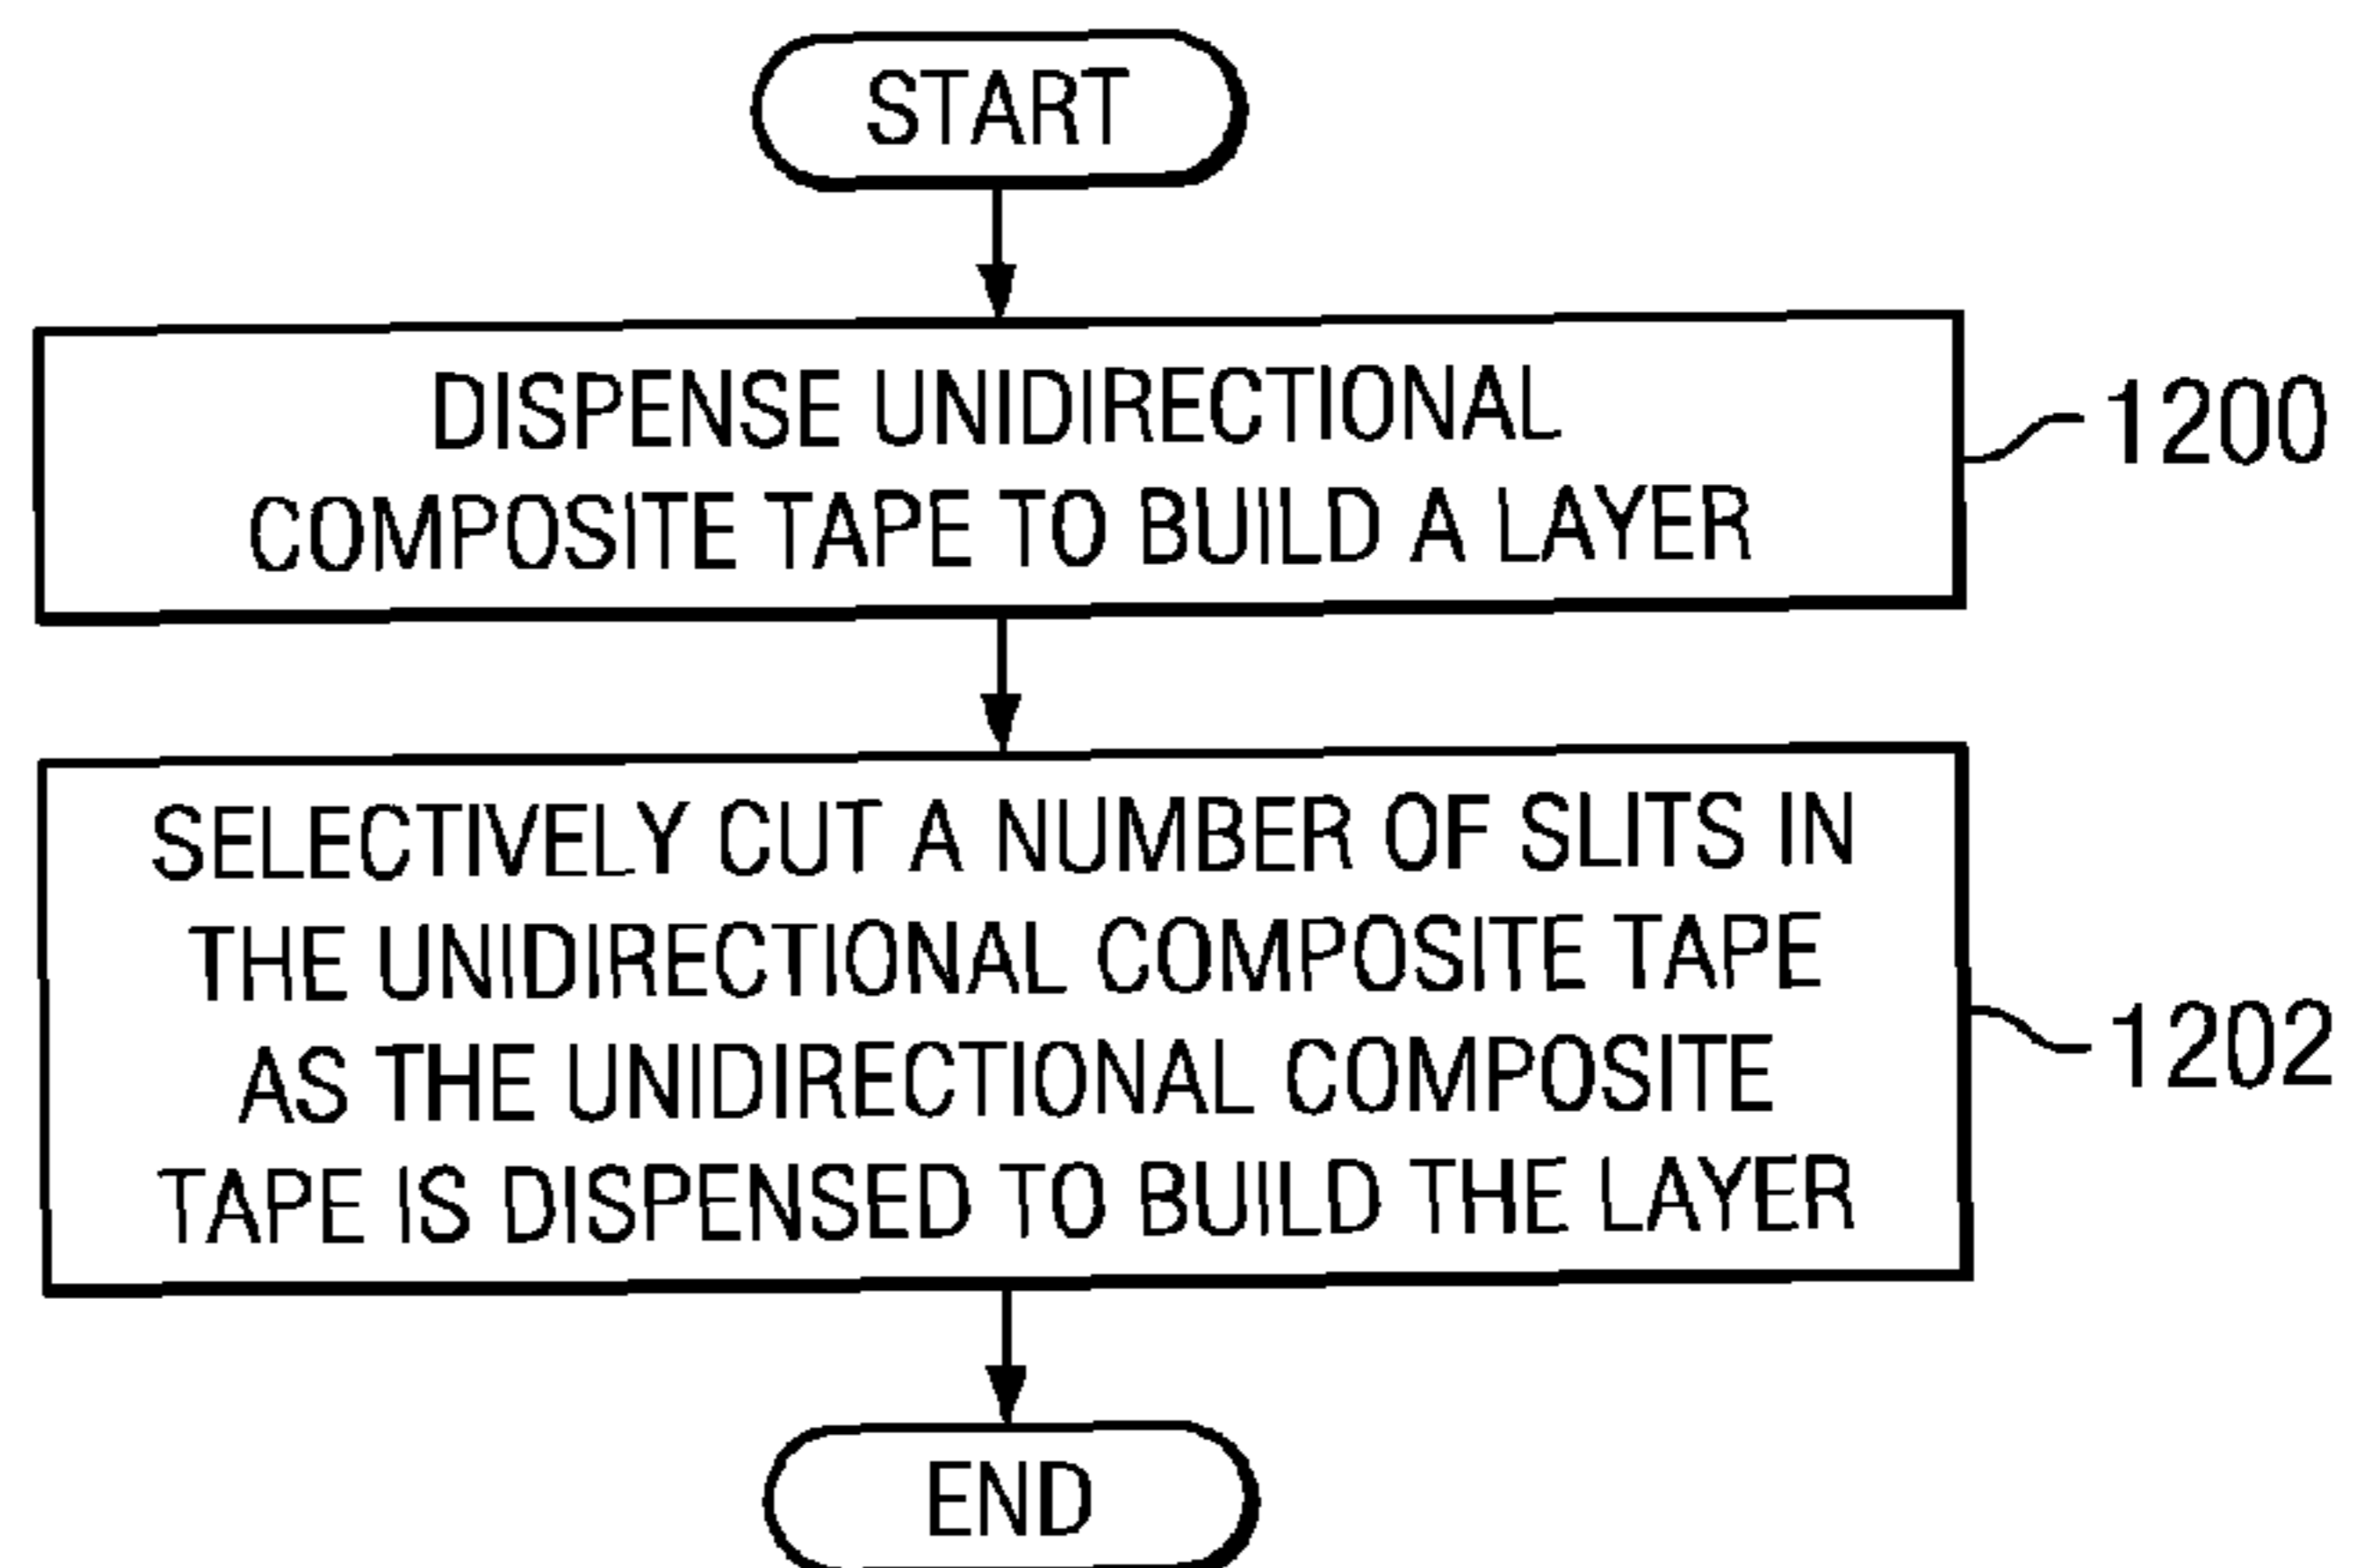 START
DISPENSE UNIDIRECTIONAL
COMPOSITE TAPE TO BUILD A LAYER
1200
SELECTIVELY CUT A NUMBER OF SLITS IN
THE UNIDIRECTIONAL COMPOSITE TAPE
AS THE UNIDIRECTIONAL COMPOSITE
TAPE IS DISPENSED TO BUILD THE LAYER
1202
END